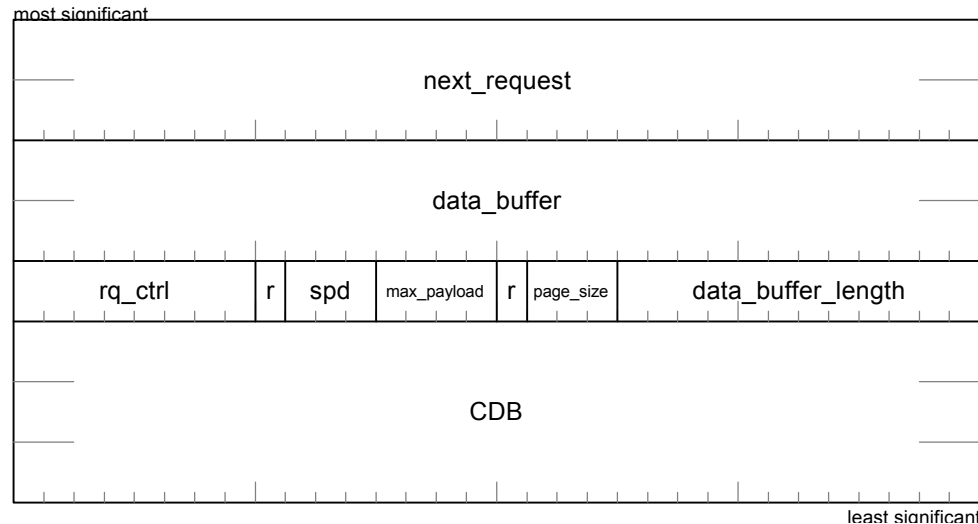 most significant
next_request
data_buffer
rq_ctrl r spd max_payload r page_size data_buffer_length
CDB
least significant